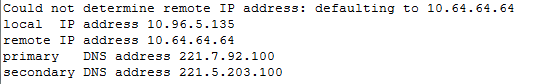 Could not determine remote IP address: defaulting to 10.64.64.64
local  IP address 10.96.5.135
remote IP address 10.64.64.64
primary   DNS address 221.7.92.100
secondary DNS address 221.5.203.100